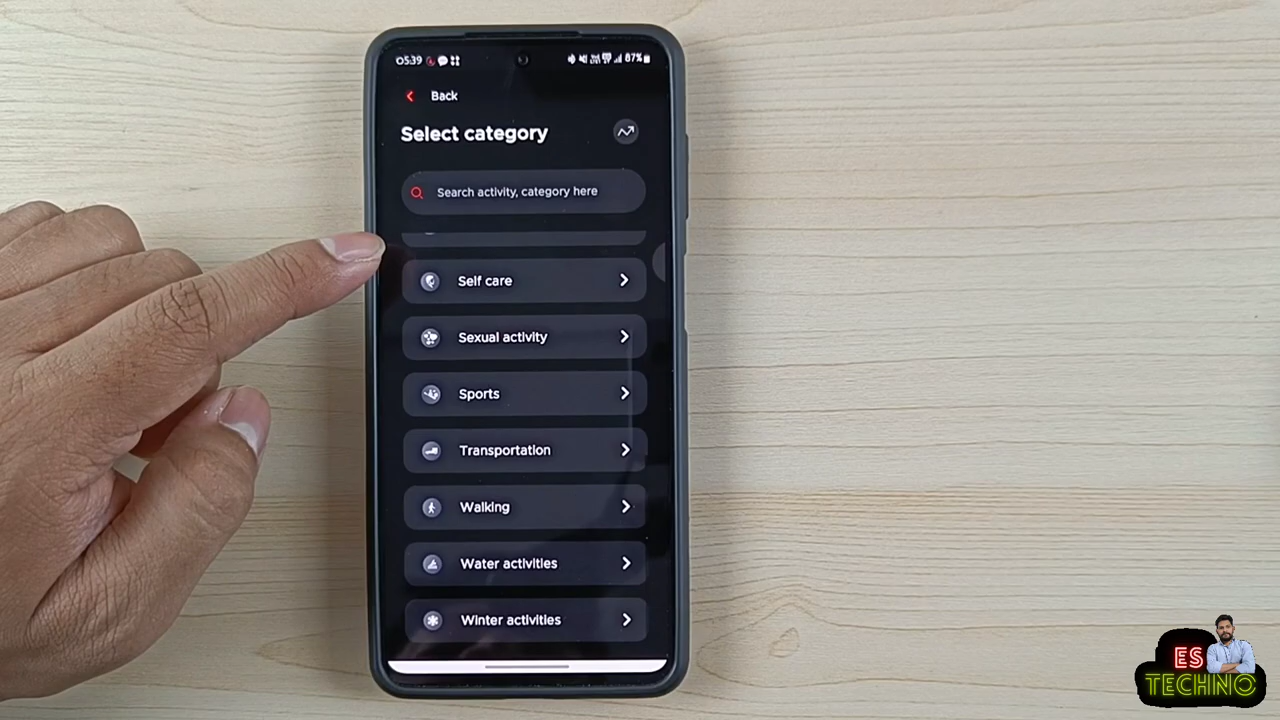 05:39
87%
Back
Select category
Search activity, category here
Self care
Sexual activity
Sports
Transportation
Walking
Water activities
Winter activities
ES
TECHNO